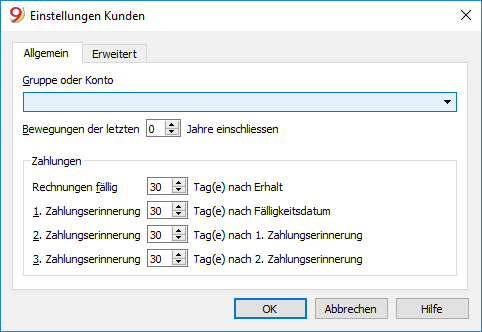 9 Einstellungen Kunden
Allgemein Erweitert
Gruppe oder Konto
Bewegungen der letzten 0 Jahre einschliessen
Zahlungen
Rechnungen fällig 30 Tag(e) nach Erhalt
1. Zahlungserinnerung 30 Tag(e) nach Fälligkeitsdatum
2. Zahlungserinnerung 30 Tag(e) nach 1. Zahlungserinnerung
3. Zahlungserinnerung 30 Tag(e) nach 2. Zahlungserinnerung
OK Abbrechen Hilfe